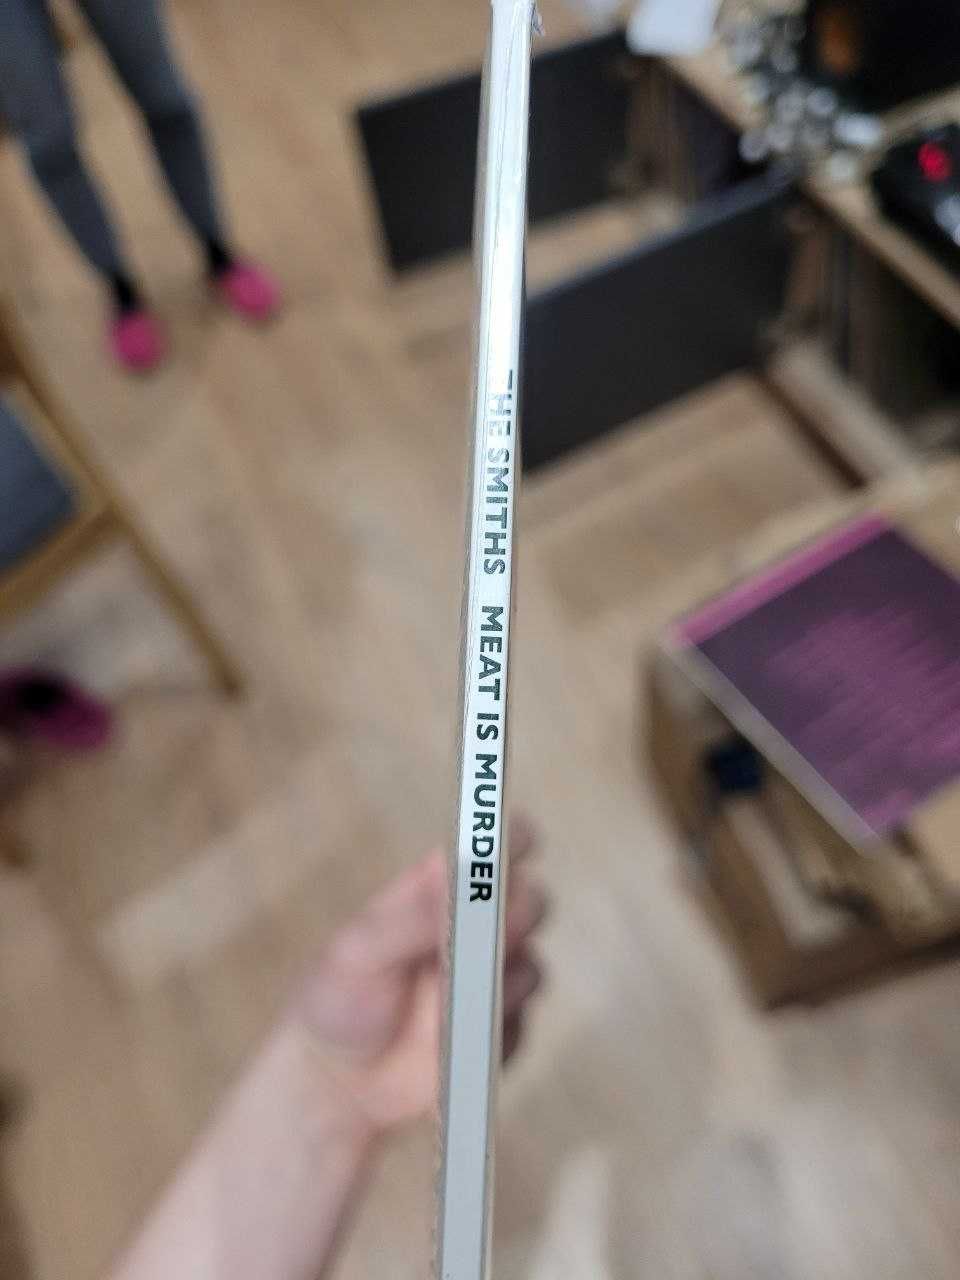 THE SMITHS MEAT IS MURDER